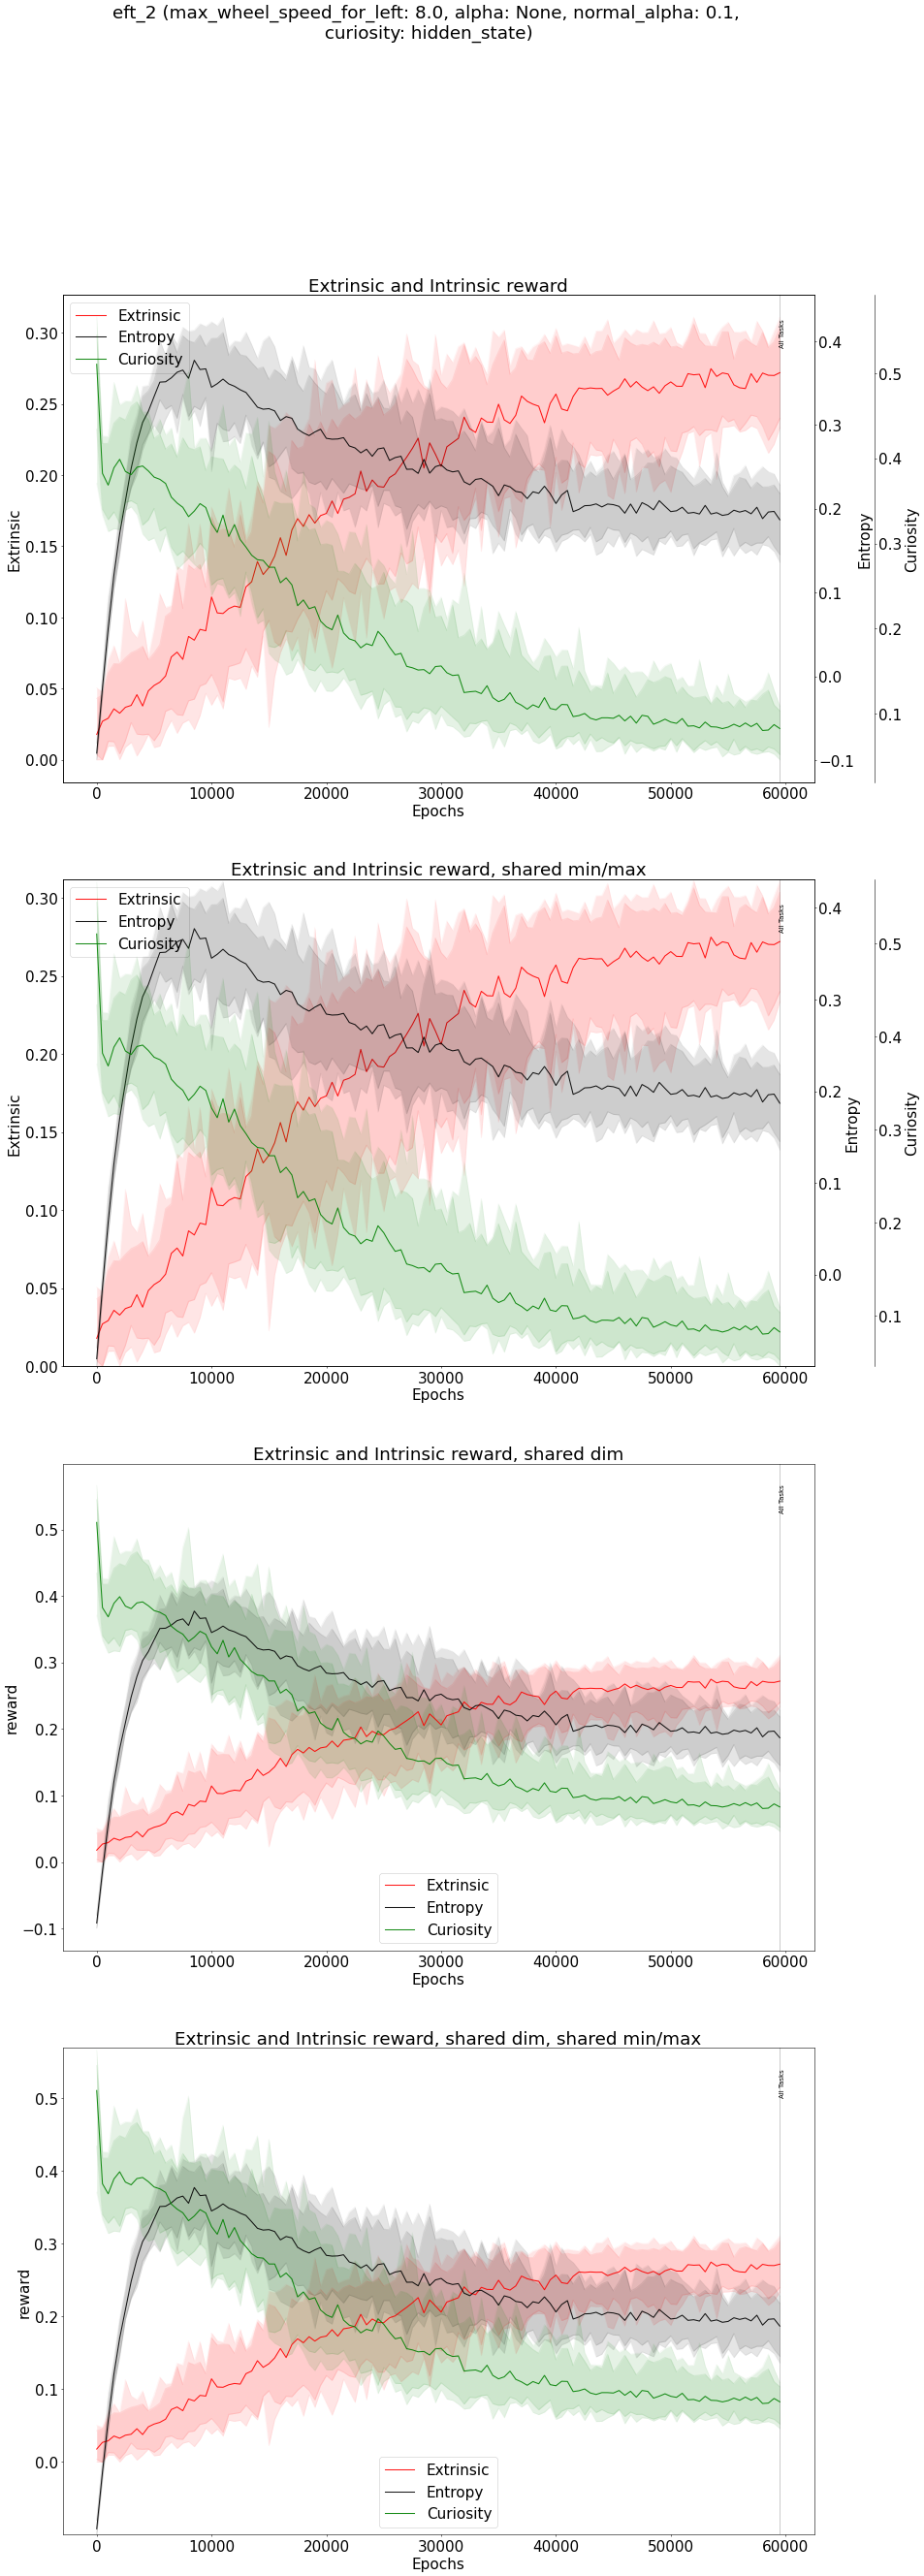 eft_2 (max_wheel_speed_for_left: 8.0, alpha: None, normal_alpha: 0.1,
curiosity: hidden_state)
Extrinsic and Intrinsic reward
Extrinsic
Entropy
Curiosity
All Tasks
0.30
0.25
0.20
0.15
0.10
0.05
0.00
Extrinsic
0.4
0.3
0.2
0.1
0.0
−0.1
Entropy
0.5
0.4
0.3
0.2
0.1
Curiosity
0 10000 20000 30000 40000 50000 60000
Epochs
Extrinsic and Intrinsic reward, shared min/max
Extrinsic
Entropy
Curiosity
All Tasks
0.30
0.25
0.20
0.15
0.10
0.05
0.00
Extrinsic
0.4
0.3
0.2
0.1
0.0
Entropy
0.5
0.4
0.3
0.2
0.1
Curiosity
0 10000 20000 30000 40000 50000 60000
Epochs
Extrinsic and Intrinsic reward, shared dim
All Tasks
0.5
0.4
0.3
0.2
0.1
0.0
−0.1
reward
Extrinsic
Entropy
Curiosity
0 10000 20000 30000 40000 50000 60000
Epochs
Extrinsic and Intrinsic reward, shared dim, shared min/max
All Tasks
0.5
0.4
0.3
0.2
0.1
0.0
reward
Extrinsic
Entropy
Curiosity
0 10000 20000 30000 40000 50000 60000
Epochs